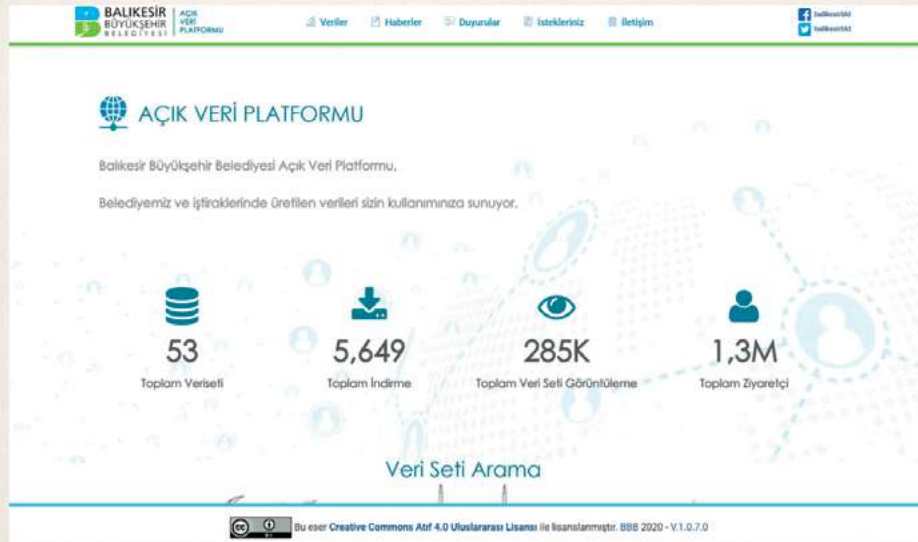 BALIKESİR
BÜYÜKŞEHİR
BELEDİYESİ
AÇIK
VERİ
PLATFORMU
Veriler
Haberler
Duyurular
İstekleriniz
İletişim
balikesirbld
balikesirbld
AÇIK VERİ PLATFORMU
Balıkesir Büyükşehir Belediyesi Açık Veri Platformu,
Belediyemiz ve iştiraklerinde üretilen verileri sizin kullanımınıza sunuyor.
53
Toplam Veriseti
5,649
Toplam İndirme
285K
Toplam Veri Seti Görüntüleme
1,3M
Toplam Ziyaretçi
Veri Seti Arama
cc
BY
Bu eser Creative Commons Atıf 4.0 Uluslararası Lisansı ile lisanslanmıştır. BBB 2020 - V.1.0.7.0